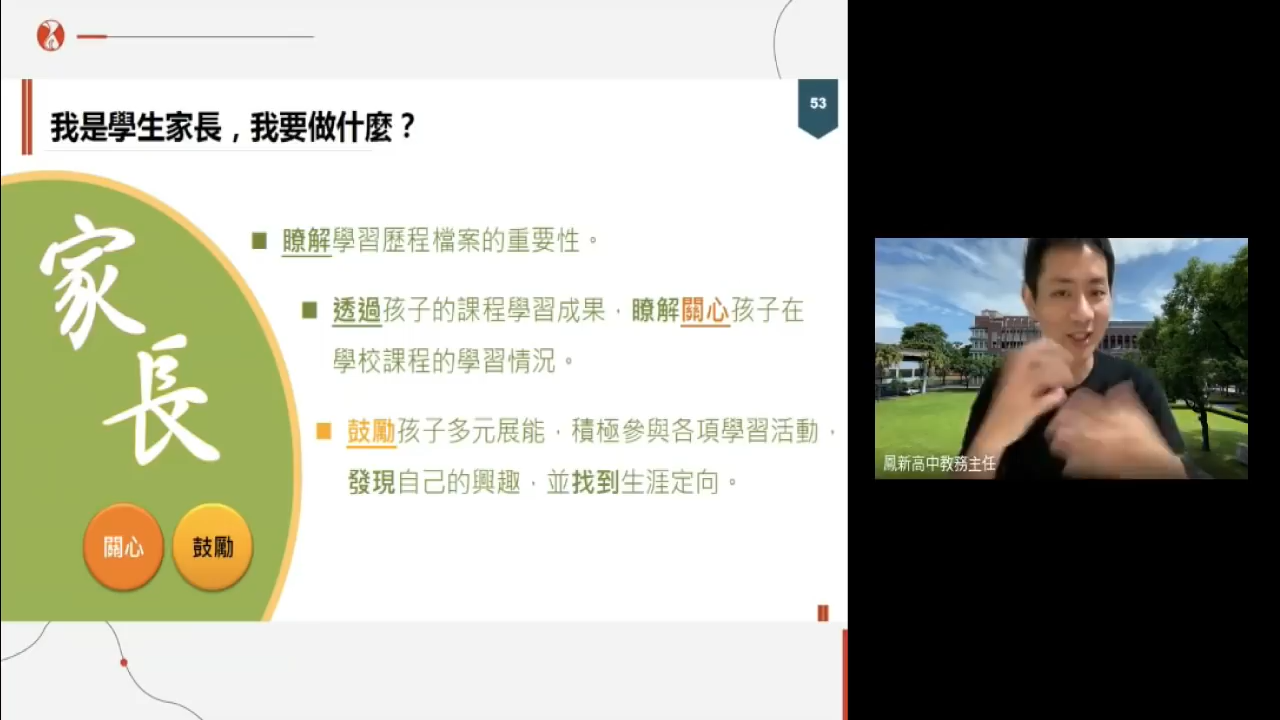 53
我是學生家長，我要做什麼？
家長
瞭解學習歷程檔案的重要性。
透過孩子的課程學習成果，瞭解關心孩子在
學校課程的學習情況。
鼓勵孩子多元展能，積極參與各項學習活動，
發現自己的興趣，並找到生涯定向。
關心
鼓勵
鳳新高中教務主任